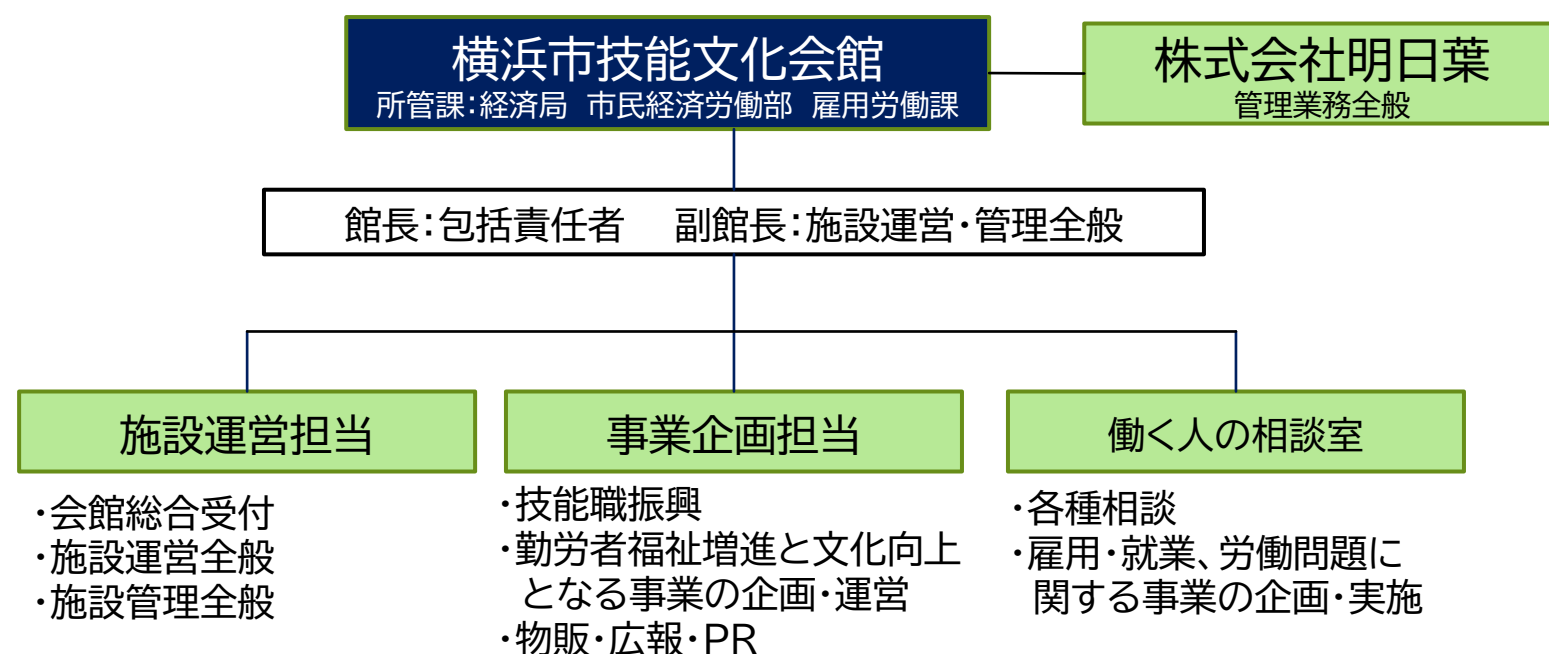 横浜市技能文化会館
所管課:経済局 市民経済労働部 雇用労働課
株式会社明日葉
管理業務全般
館長:包括責任者 副館長:施設運営・管理全般
施設運営担当
・会館総合受付
・施設運営全般
・施設管理全般
事業企画担当
・技能職振興
・勤労者福祉増進と文化向上
となる事業の企画・運営
・物販・広報・PR
働く人の相談室
・各種相談
・雇用・就業、労働問題に
関する事業の企画・実施